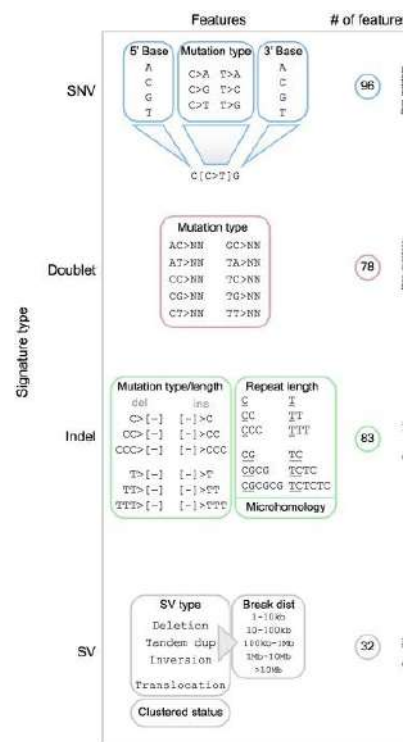 Features
# of features
Signature type
SNV
5' Base
Mutation type
3' Base
A
C
G
T
C>A T>A
C>G T>C
C>T T>G
A
C
G
T
C[C>T]G
96
Doublet
Mutation type
AC>NN GC>NN
AT>NN TA>NN
CC>NN TC>NN
CG>NN TG>NN
CT>NN TT>NN
78
Indel
Mutation type/length
del ins
C>[-] [-]>C
CC>[-] [-]>CC
CCC>[-] [-]>CCC
T>[-] [-]>T
TT>[-] [-]>TT
TTT>[-] [-]>TTT
Repeat length
C T
CC TT
CCC TTT
CG TC
CGCG TCTC
CGCGCG TCTCTC
Microhomology
83
SV
SV type
Deletion
Tandem dup
Inversion
Translocation
Clustered status
Break dist
1-10kb
10-100kb
100kb-1Mb
1Mb-10Mb
>10Mb
32